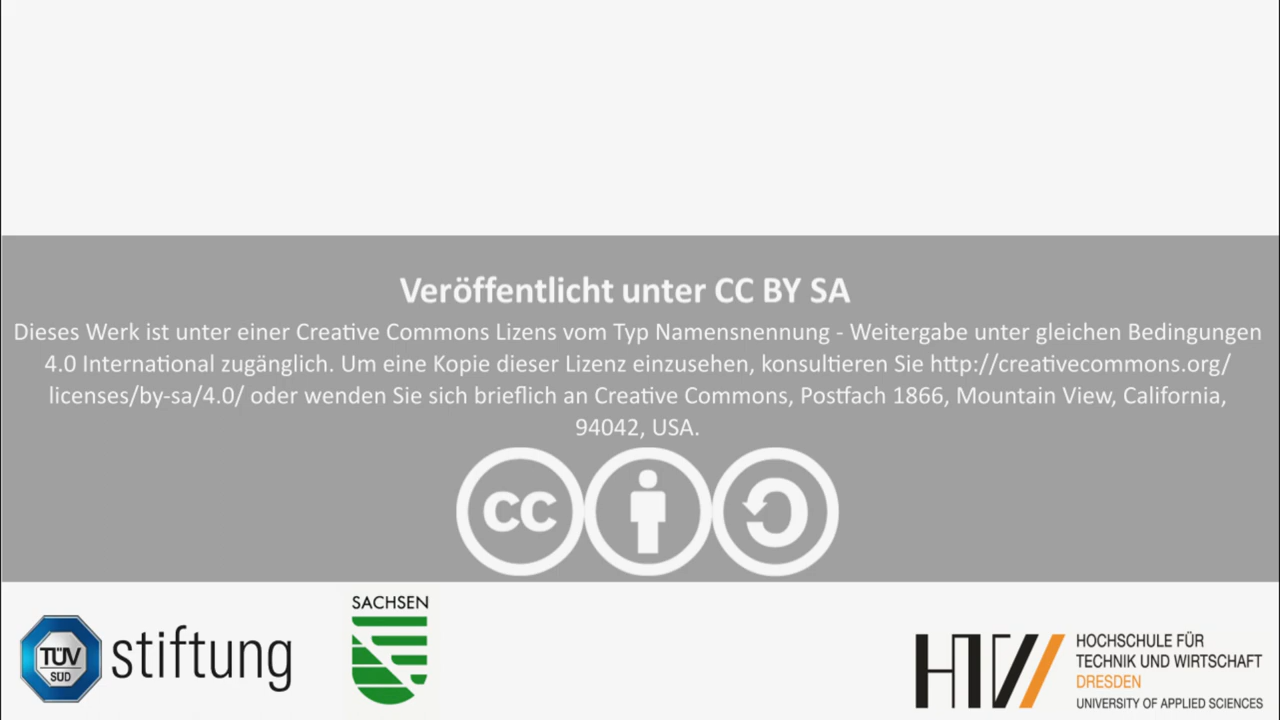 Veröffentlicht unter CC BY SA
Dieses Werk ist unter einer Creative Commons Lizens vom Typ Namensnennung - Weitergabe unter gleichen Bedingungen
4.0 International zugänglich. Um eine Kopie dieser Lizenz einzusehen, konsultieren Sie http://creativecommons.org/
licenses/by-sa/4.0/ oder wenden Sie sich brieflich an Creative Commons, Postfach 1866, Mountain View, California,
94042, USA.
cc
TÜV
SÜD
stiftung
SACHSEN
HTW
HOCHSCHULE FÜR
TECHNIK UND WIRTSCHAFT
DRESDEN
UNIVERSITY OF APPLIED SCIENCES